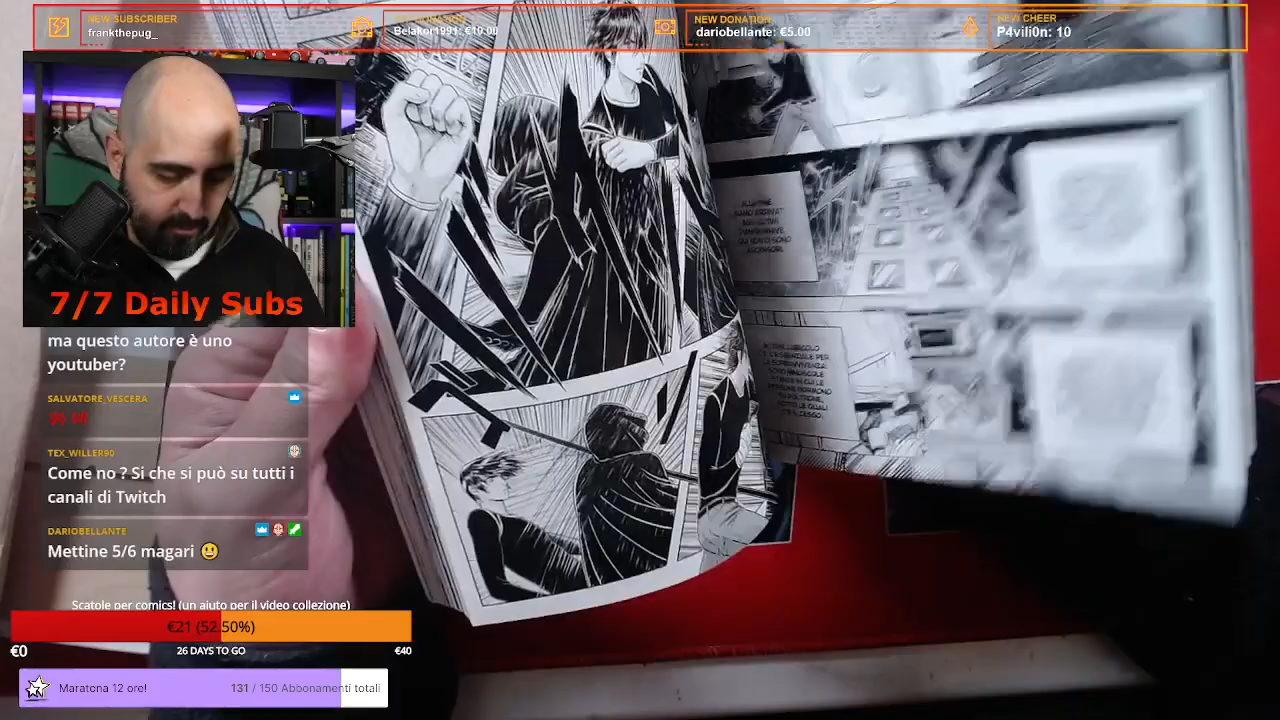 NEW SUBSCRIBER
frankthepug_
Belakor1991: €10.00
NEW DONATION
dariobellante: €5.00
NEW CHEER
P4vili0n: 10
7/7 Daily Subs
ma questo autore è uno
youtuber?
SALVATORE_VESCERA
TEX_WILLER90
Come no ? Si che si può su tutti i
canali di Twitch
DARIOBELLANTE
Mettine 5/6 magari 😃
Scatole per comics! (un aiuto per il video collezione)
€21 (52.50%)
€0
26 DAYS TO GO
€40
Maratona 12 ore!
131 / 150 Abbonamenti totali